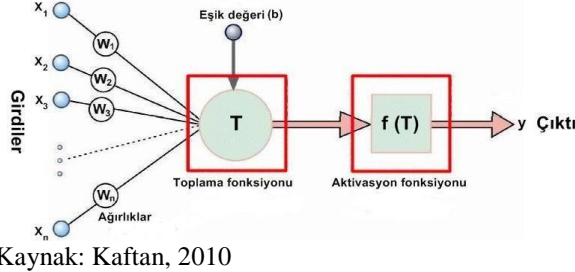 X1
W1
Eşik değeri (b)
X2
W2
X3
W3
Girdiler
T
f (T)
y Çıktı
Toplama fonksiyonu
Aktivasyon fonksiyonu
Wn
Ağırlıklar
Xn
Kaynak: Kaftan, 2010